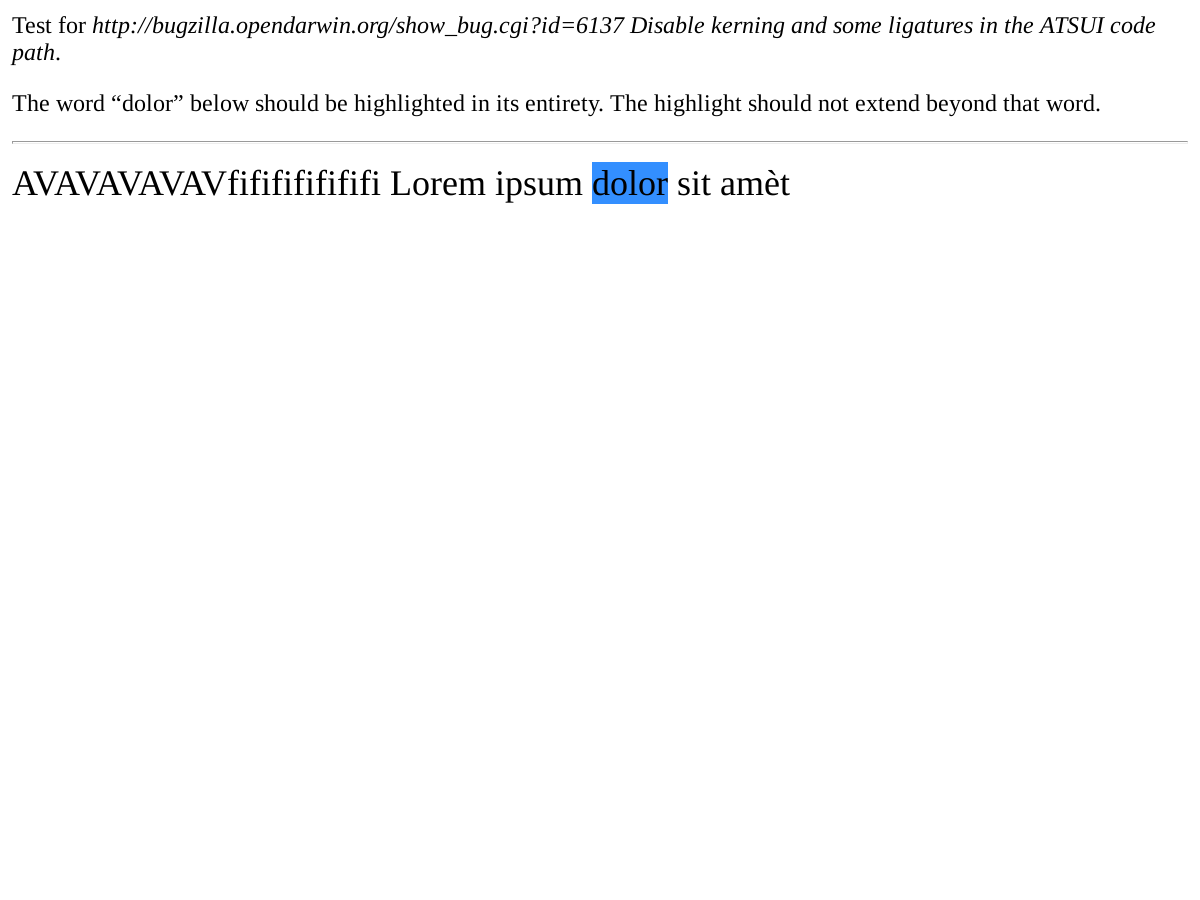 Test for http://bugzilla.opendarwin.org/show_bug.cgi?id=6137 Disable kerning and some ligatures in the ATSUI code
path.
The word “dolor” below should be highlighted in its entirety. The highlight should not extend beyond that word.
AVAVAVAVAVfifififififififi Lorem ipsum dolor sit amèt